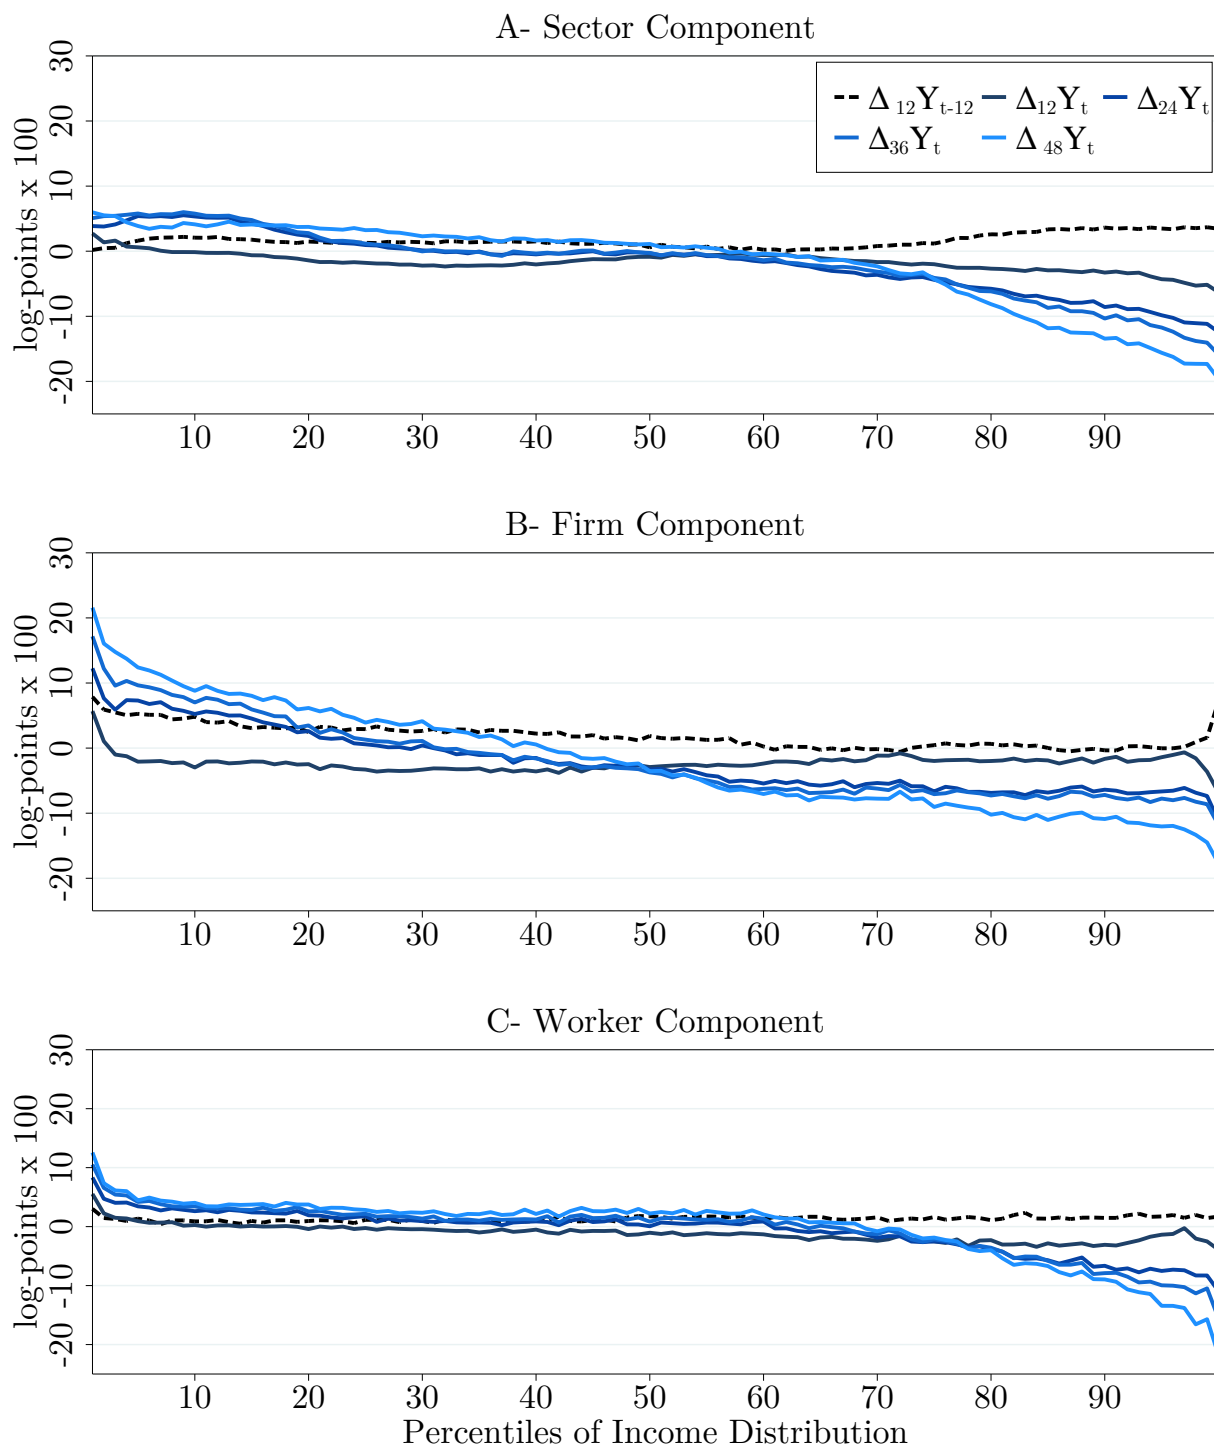 A- Sector Component
30
20
10
0
-10
-20
log-points x 100
Δ 12Yt-12 Δ12Yt Δ24Yt
Δ36Yt Δ 48Yt
10 20 30 40 50 60 70 80 90
B- Firm Component
30
20
10
0
-10
-20
log-points x 100
10 20 30 40 50 60 70 80 90
C- Worker Component
30
20
10
0
-10
-20
log-points x 100
10 20 30 40 50 60 70 80 90
Percentiles of Income Distribution